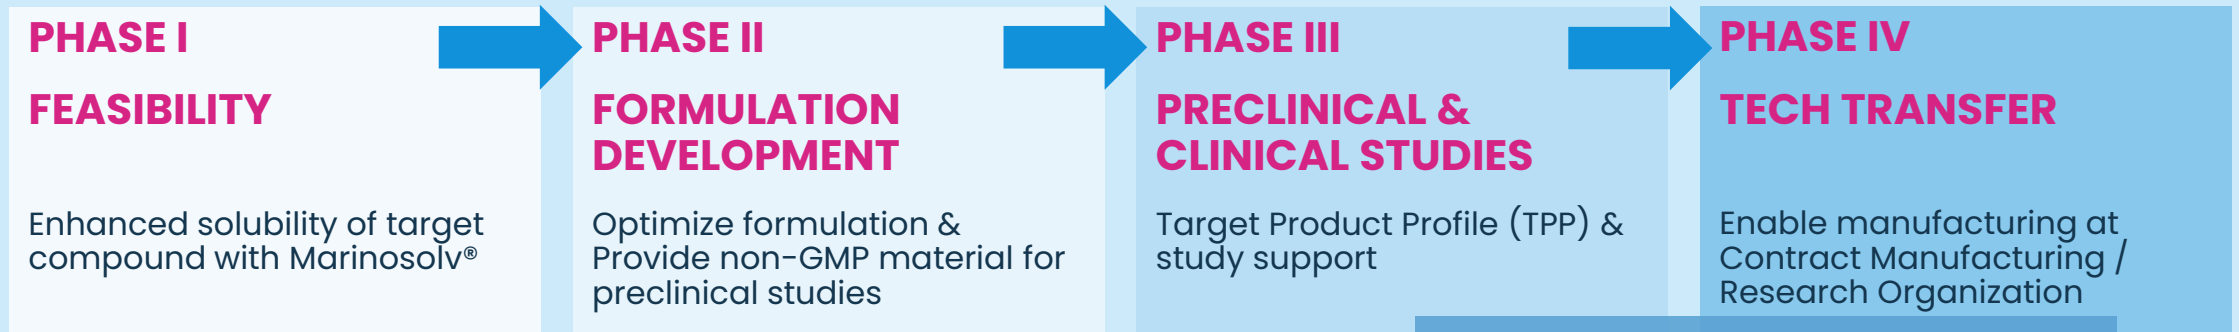 PHASE I
FEASIBILITY
Enhanced solubility of target
compound with Marinosolv®
PHASE II
FORMULATION
DEVELOPMENT
Optimize formulation &
Provide non-GMP material for
preclinical studies
PHASE III
PRECLINICAL &
CLINICAL STUDIES
Target Product Profile (TPP) &
study support
PHASE IV
TECH TRANSFER
Enable manufacturing at
Contract Manufacturing /
Research Organization